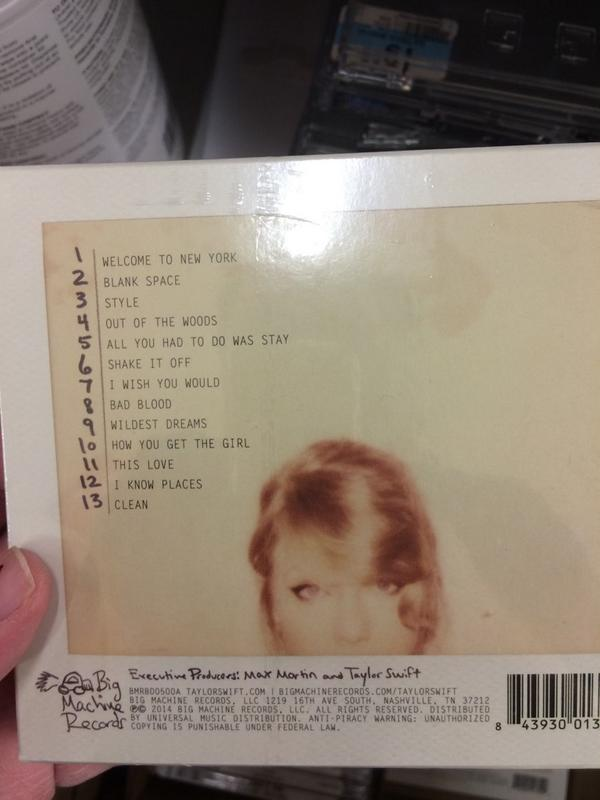 1 WELCOME TO NEW YORK
2 BLANK SPACE
3 STYLE
4 OUT OF THE WOODS
5 ALL YOU HAD TO DO WAS STAY
6 SHAKE IT OFF
7 I WISH YOU WOULD
8 BAD BLOOD
9 WILDEST DREAMS
10 HOW YOU GET THE GIRL
11 THIS LOVE
12 I KNOW PLACES
13 CLEAN
Big
Machine
Records
Executive Producers: Max Martin and Taylor Swift
BMRBD0500A TAYLORSWIFT.COM | BIGMACHINERECORDS.COM/TAYLORSWIFT
BIG MACHINE RECORDS, LLC 1219 16TH AVE SOUTH, NASHVILLE, TN 37212
℗© 2014 BIG MACHINE RECORDS, LLC. ALL RIGHTS RESERVED. DISTRIBUTED
BY UNIVERSAL MUSIC DISTRIBUTION. ANTI-PIRACY WARNING: UNAUTHORIZED
COPYING IS PUNISHABLE UNDER FEDERAL LAW.
8 43930 013